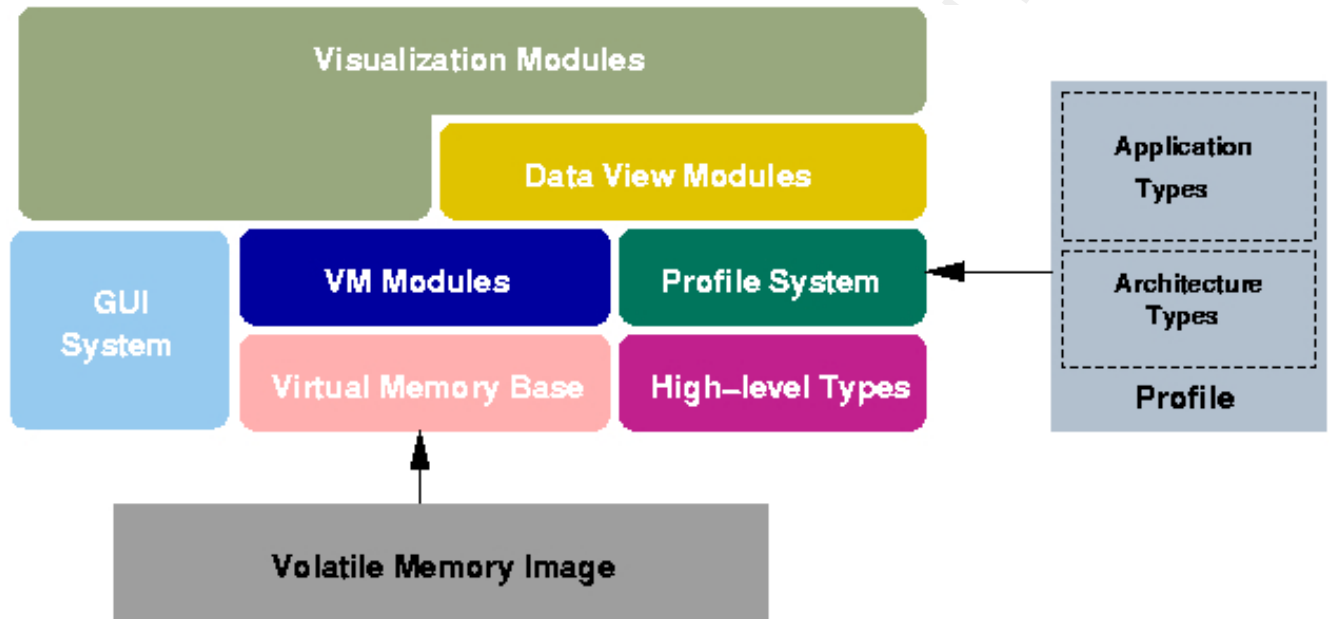 Visualization Modules
Data View Modules
GUI
System
VM Modules
Profile System
Virtual Memory Base
High–level Types
Volatile Memory Image
Application
Types
Architecture
Types
Profile